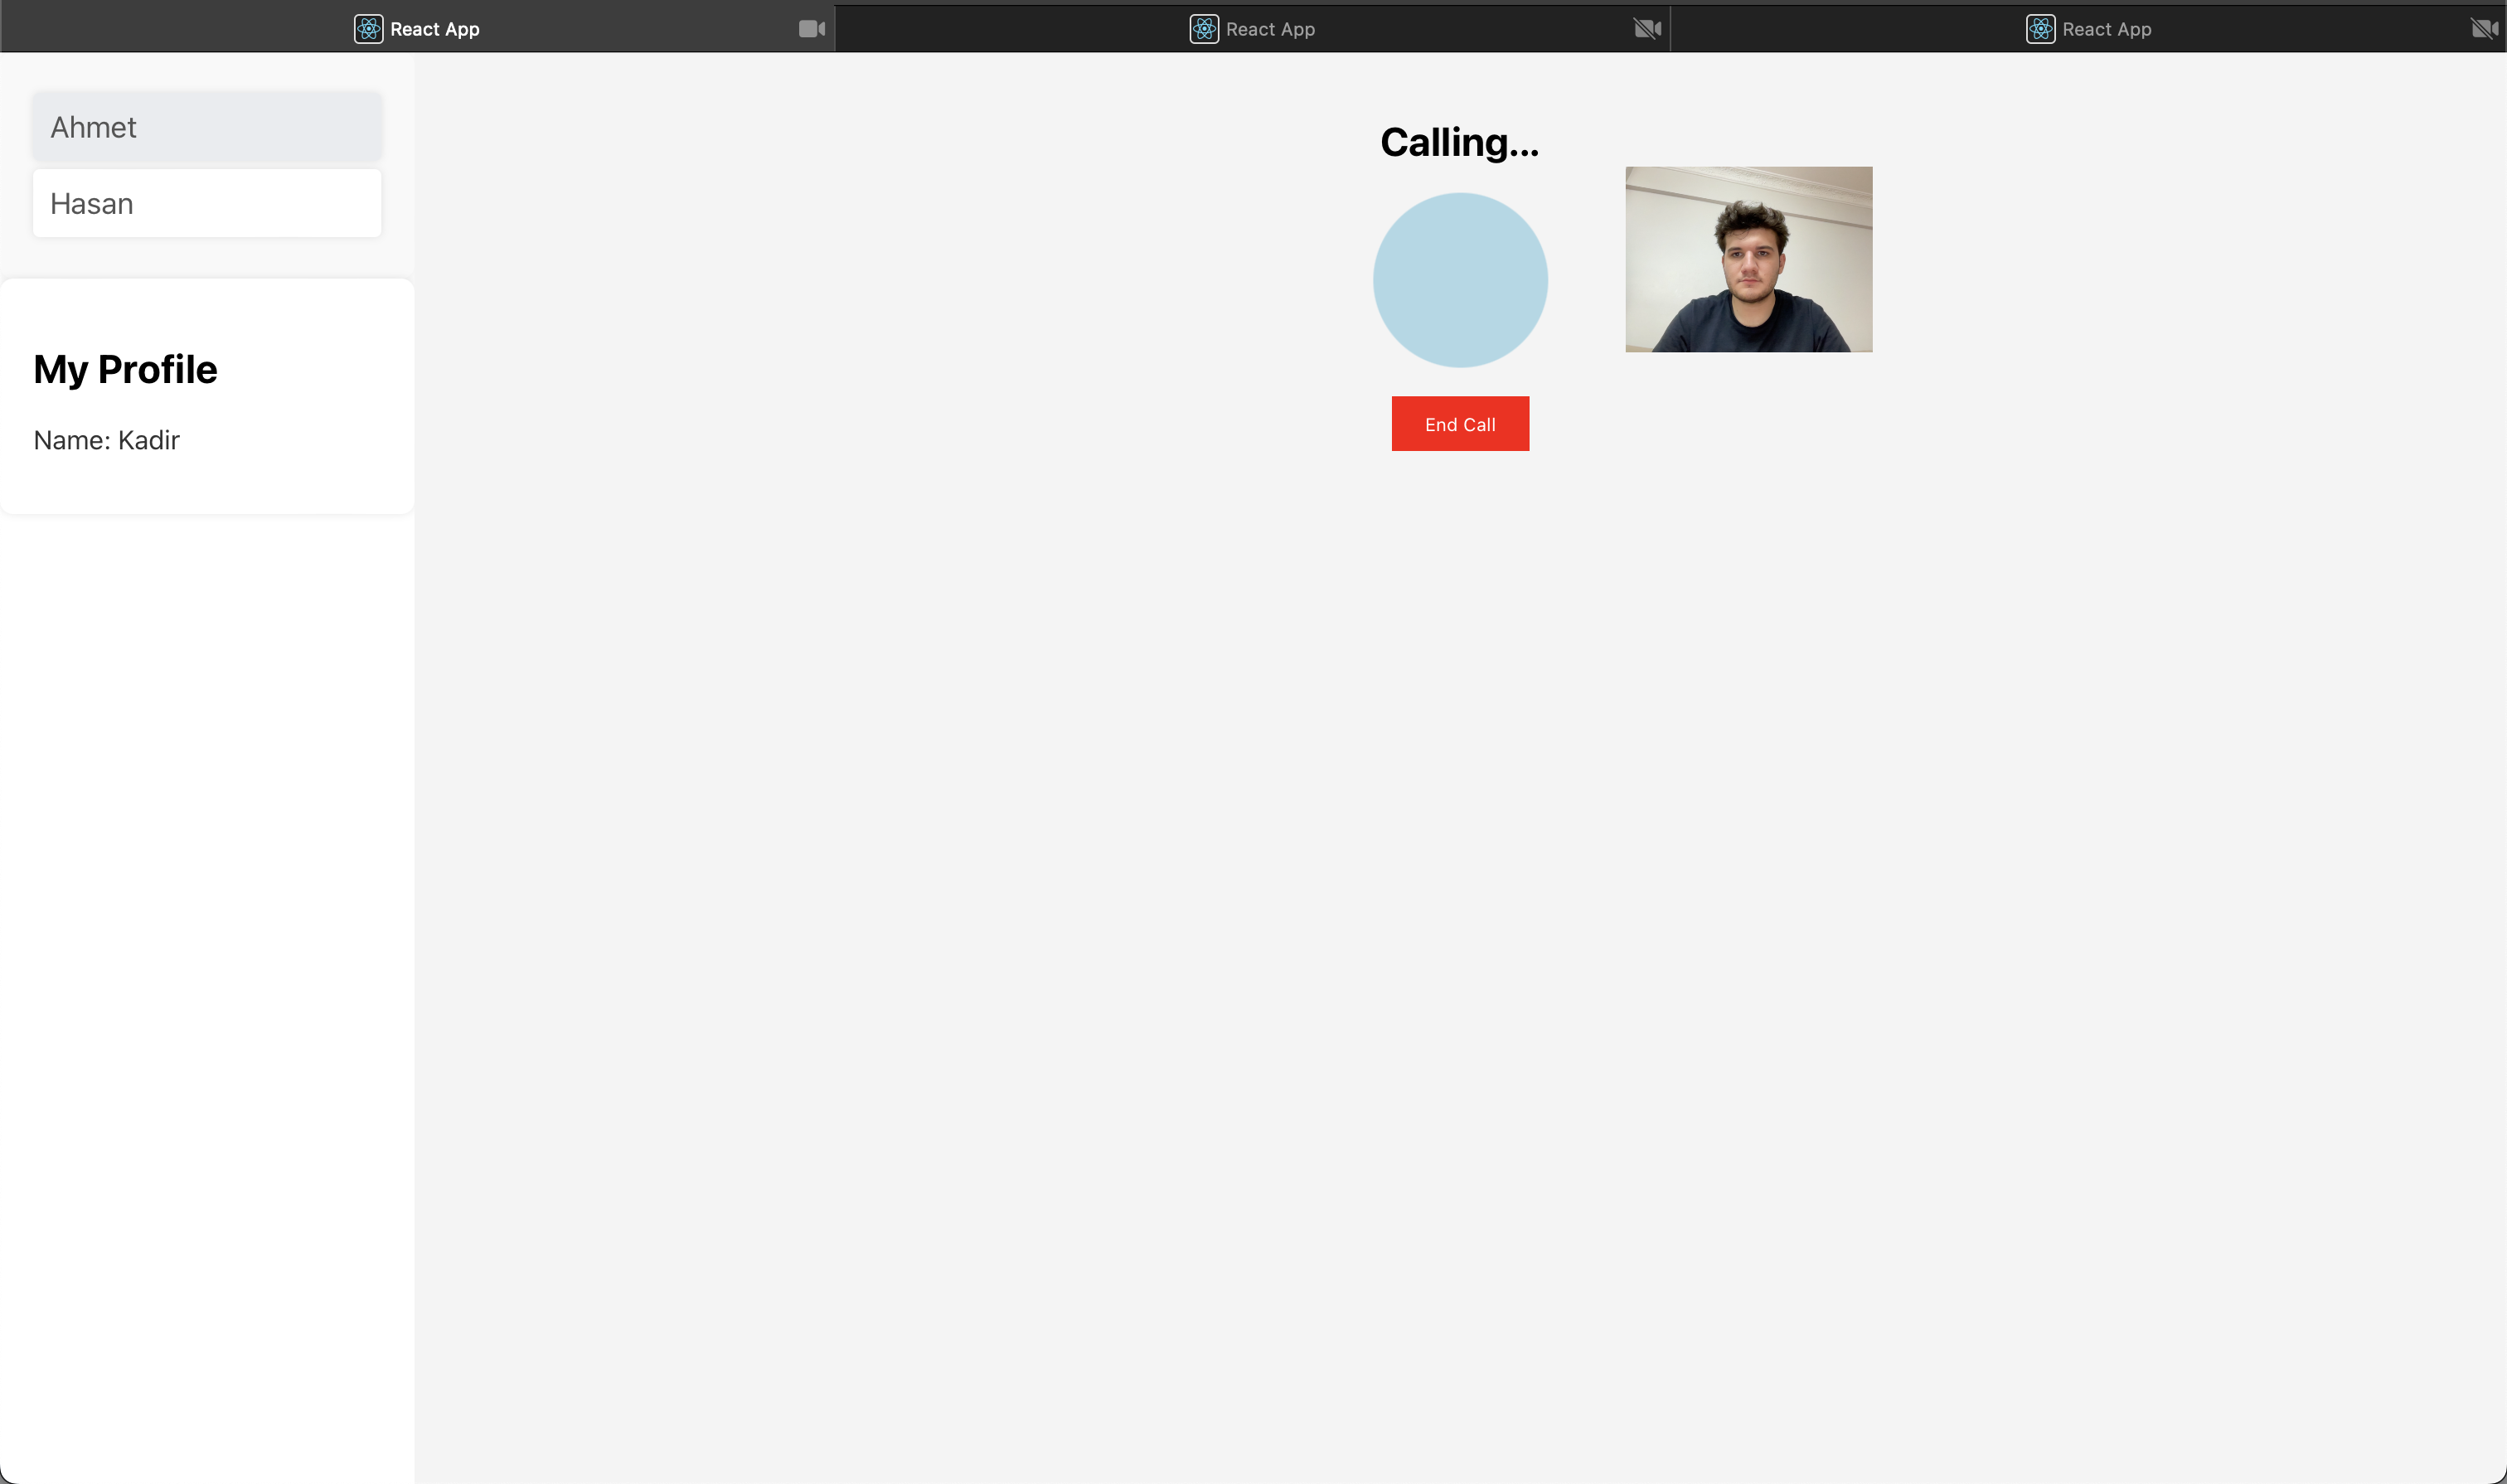 React App
React App
React App
Ahmet
Hasan
My Profile
Name: Kadir
Calling...
End Call